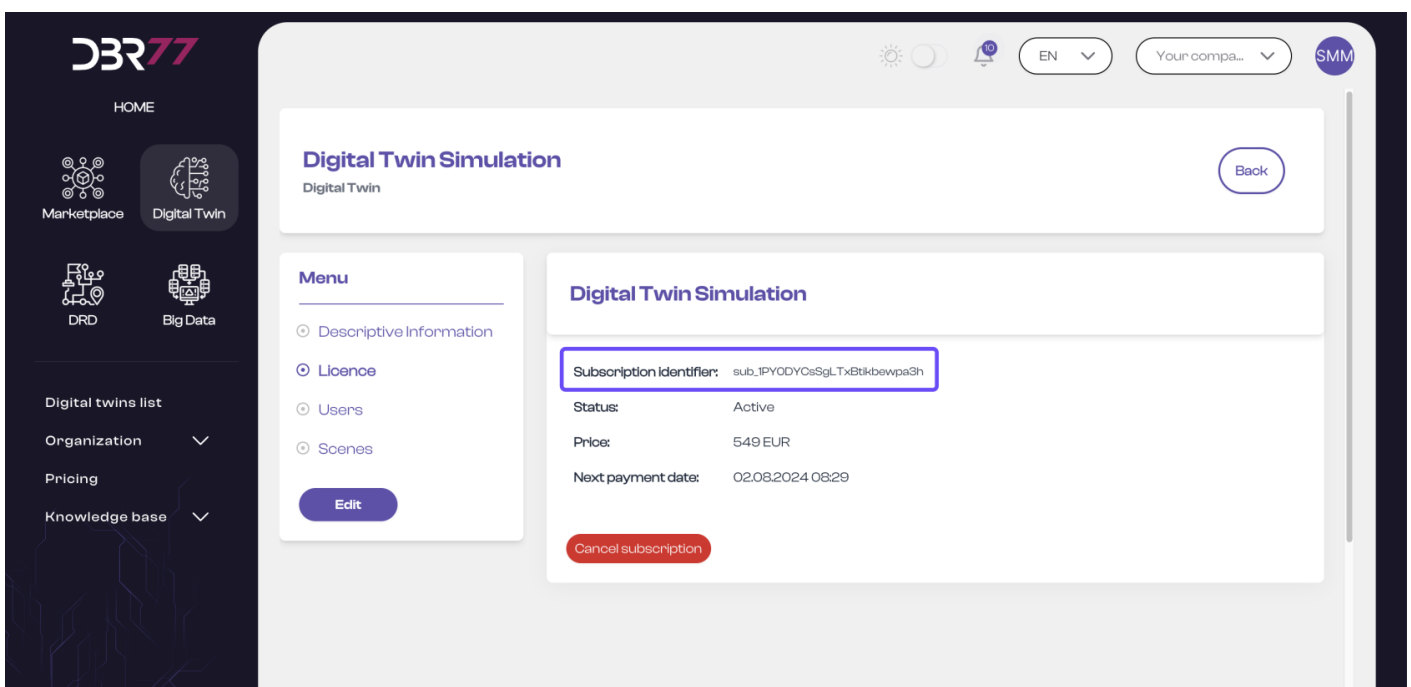 DBR77
10
EN
Your compa...
SMM
HOME
Marketplace
Digital Twin
DRD
Big Data
Digital twins list
Organization
Pricing
Knowledge base
Digital Twin Simulation
Digital Twin
Back
Menu
Descriptive Information
Licence
Users
Scenes
Edit
Digital Twin Simulation
Subscription identifier: sub_1PY0DYCsSgLTxBtikbewpa3h
Status: Active
Price: 549 EUR
Next payment date: 02.08.2024 08:29
Cancel subscription